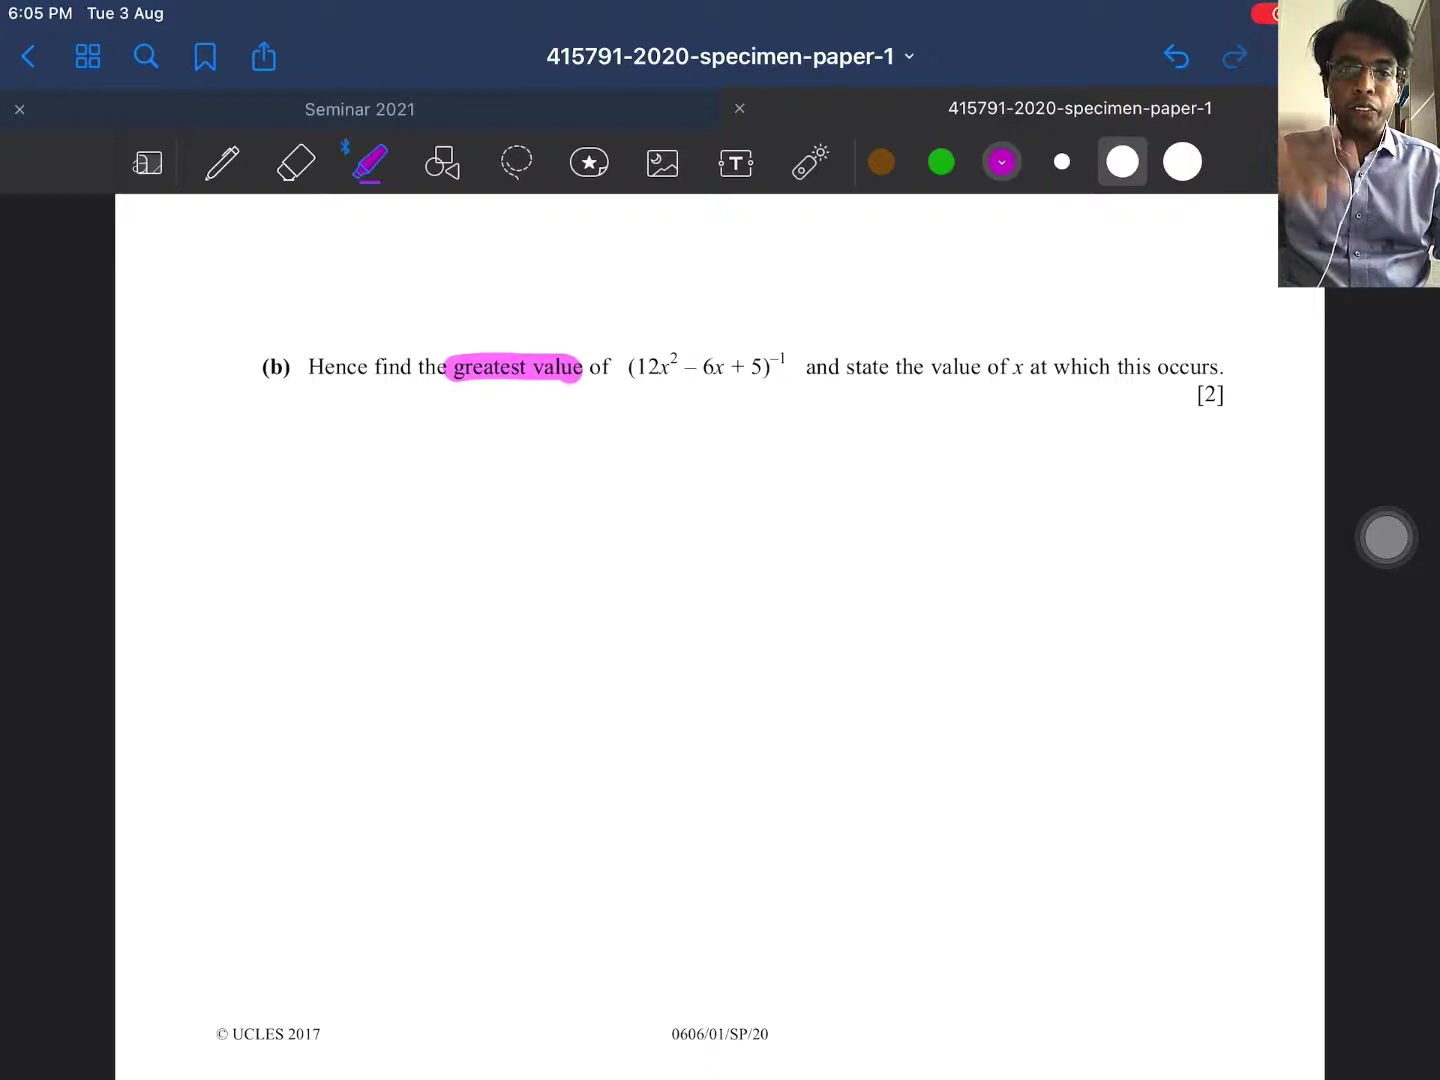 6:05 PM Tue 3 Aug
415791-2020-specimen-paper-1
Seminar 2021
415791-2020-specimen-paper-1
T
(b) Hence find the greatest value of (12x² – 6x + 5)⁻¹ and state the value of x at which this occurs.
[2]
© UCLES 2017
0606/01/SP/20